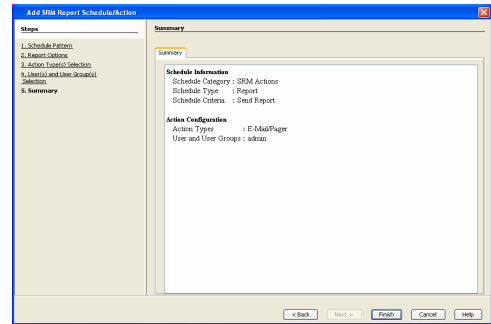 Add SRM Report Schedule/Action
Steps
1. Schedule Pattern
2. Report Options
3. Action Type(s) Selection
4. User(s) and User Group(s)
Selection
5. Summary
Summary
Summary
Schedule Information
Schedule Category : SRM Actions
Schedule Type : Report
Schedule Criteria : Send Report
Action Configuration
Action Types : E-Mail/Pager
User and User Groups : admin
< Back
Next >
Finish
Cancel
Help